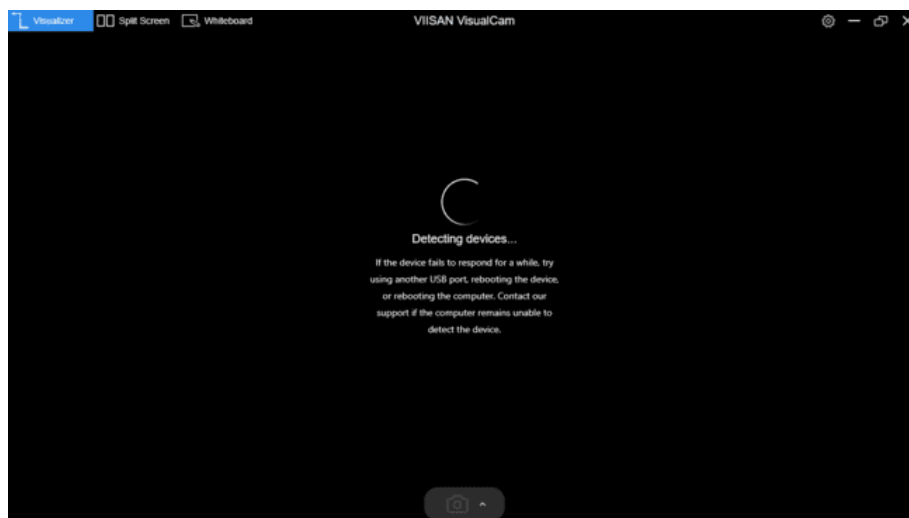 Visualizer Split Screen Whiteboard VIISAN VisualCam
Detecting devices...
If the device fails to respond for a while, try
using another USB port, rebooting the device,
or rebooting the computer. Contact our
support if the computer remains unable to
detect the device.